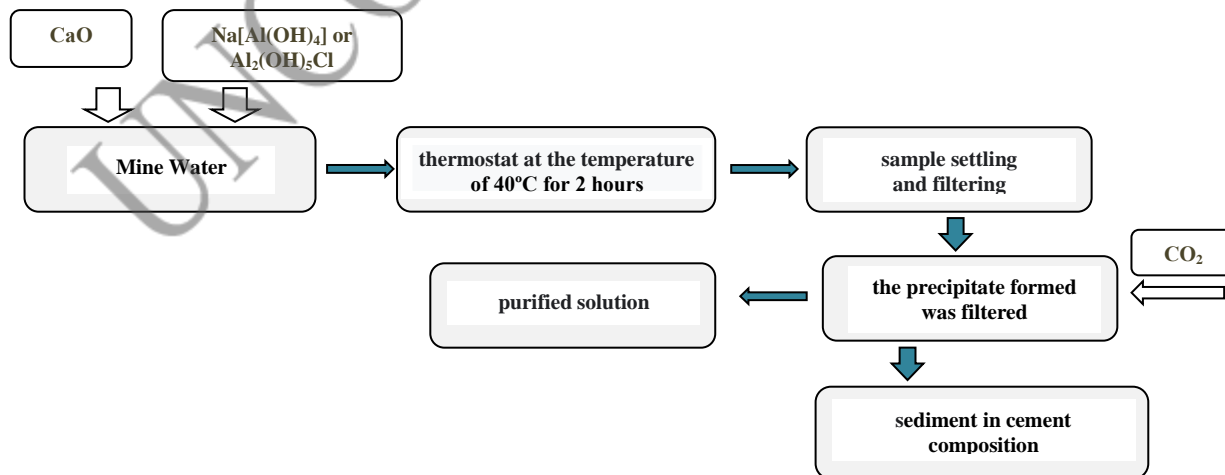 CaO
Na[Al(OH)₄] or
Al₂(OH)₅Cl
Mine Water
thermostat at the temperature
of 40ºC for 2 hours
sample settling
and filtering
CO₂
the precipitate formed
was filtered
purified solution
sediment in cement
composition